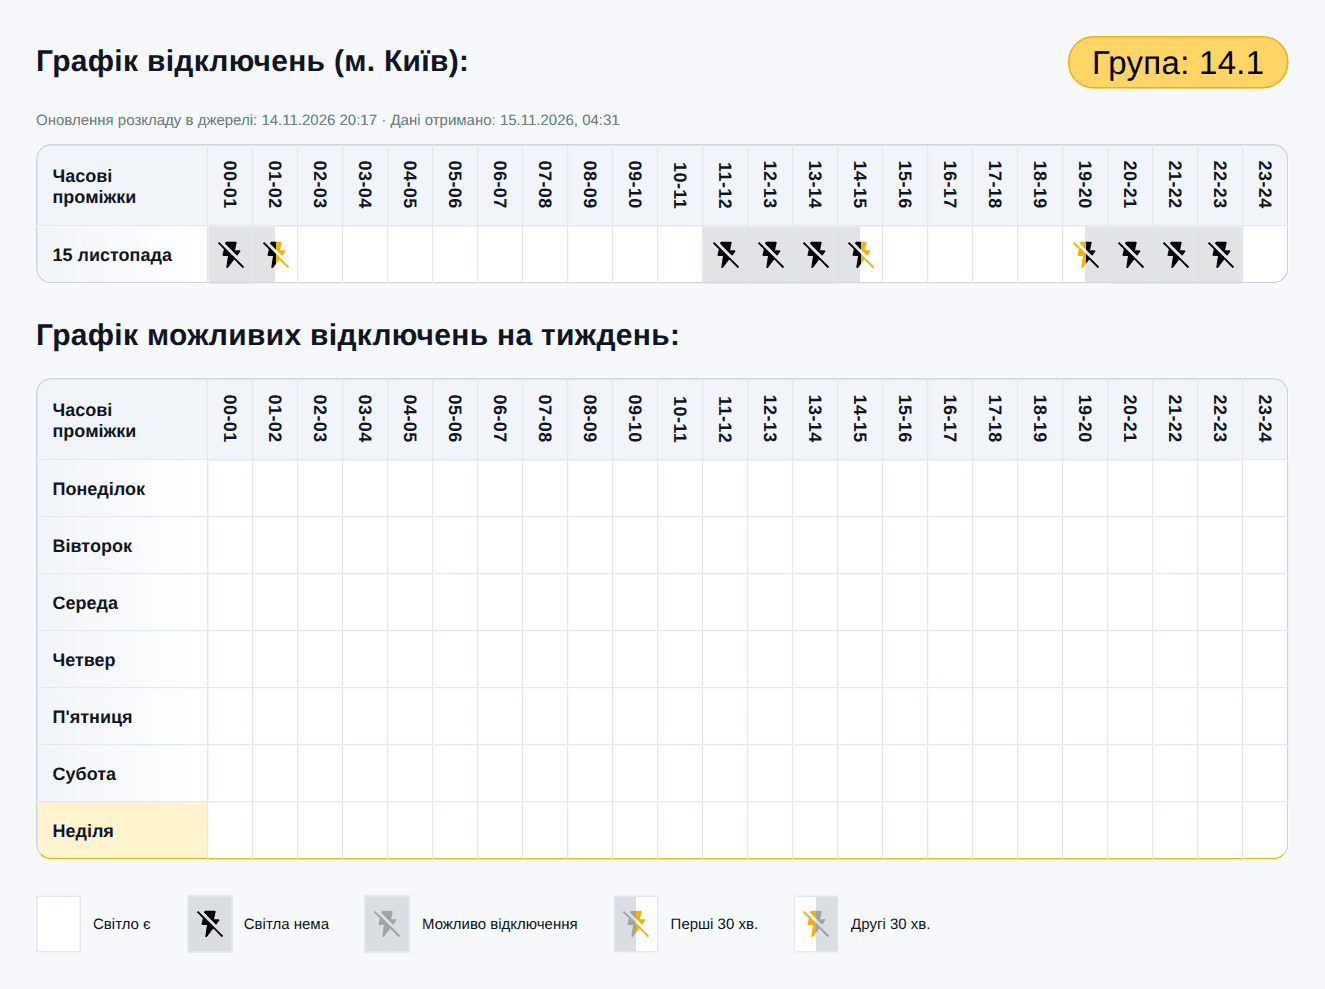 Графік відключень (м. Київ):
Група: 14.1
Оновлення розкладу в джерелі: 14.11.2026 20:17 · Дані отримано: 15.11.2026, 04:31
Часові проміжки
00-01 01-02 02-03 03-04 04-05 05-06 06-07 07-08 08-09 09-10 10-11 11-12 12-13 13-14 14-15 15-16 16-17 17-18 18-19 19-20 20-21 21-22 22-23 23-24
15 листопада
Графік можливих відключень на тиждень:
Часові проміжки
00-01 01-02 02-03 03-04 04-05 05-06 06-07 07-08 08-09 09-10 10-11 11-12 12-13 13-14 14-15 15-16 16-17 17-18 18-19 19-20 20-21 21-22 22-23 23-24
Понеділок
Вівторок
Середа
Четвер
П'ятниця
Субота
Неділя
Світло є
Світла нема
Можливо відключення
Перші 30 хв.
Другі 30 хв.